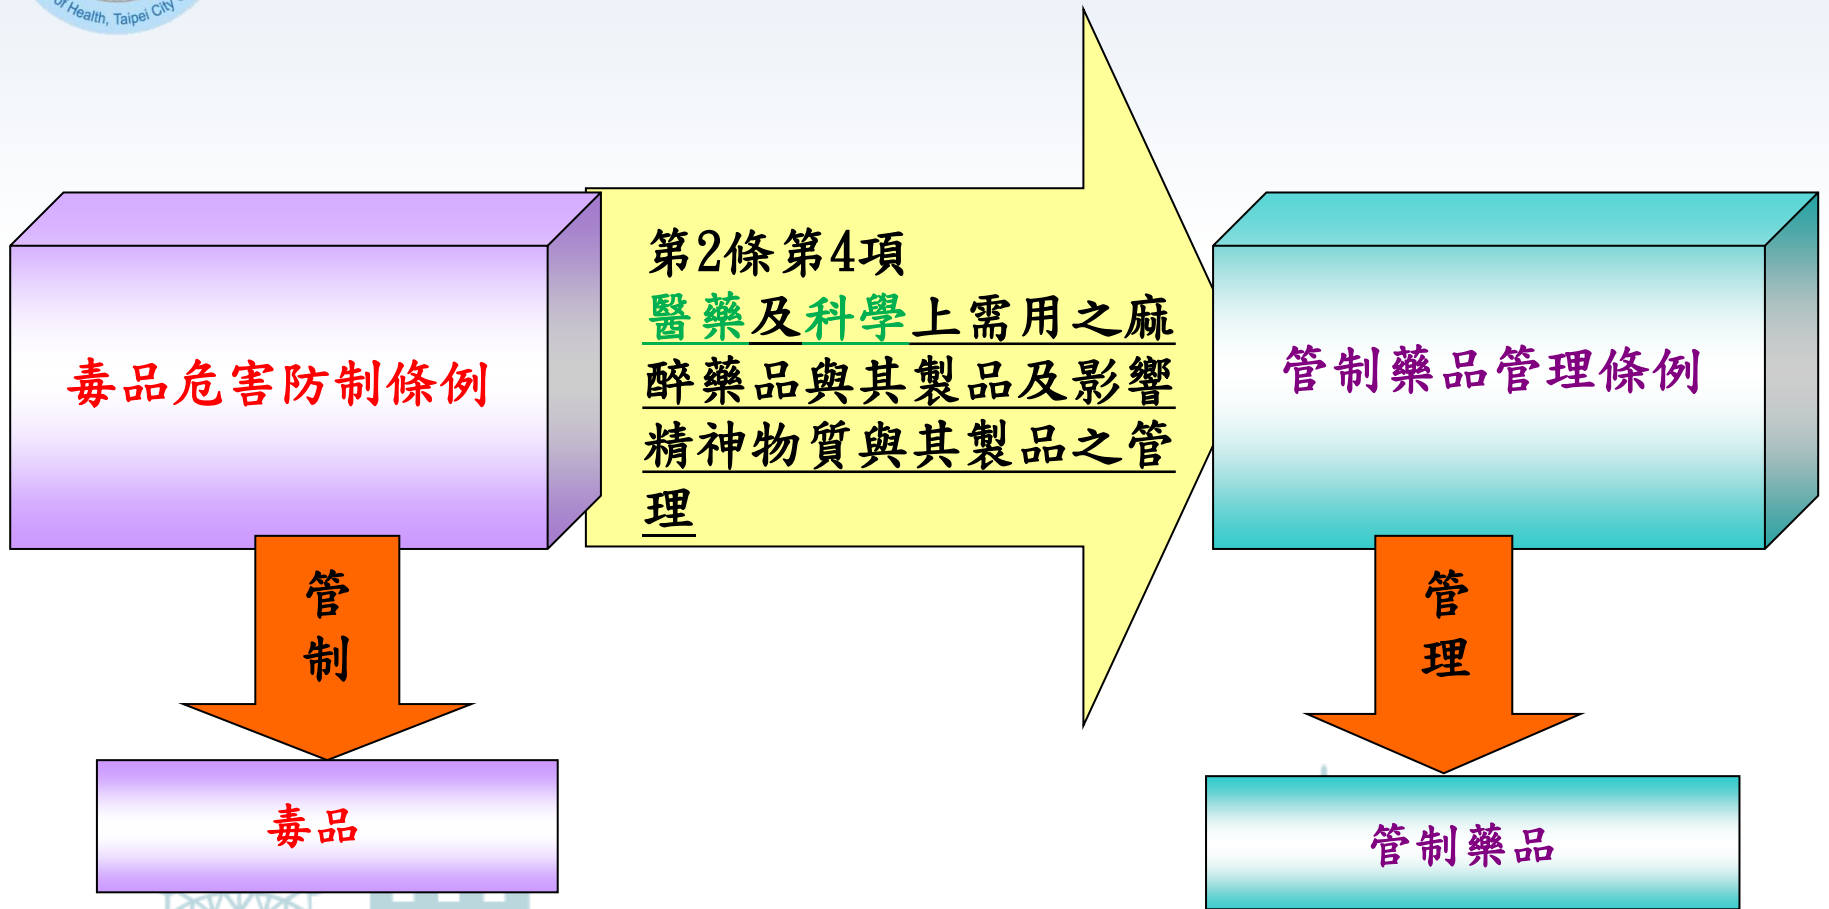 of Health, Taipei City
毒品危害防制條例
第2條第4項
醫藥及科學上需用之麻
醉藥品與其製品及影響
精神物質與其製品之管
理
管制藥品管理條例
管
制
管
理
毒品
管制藥品